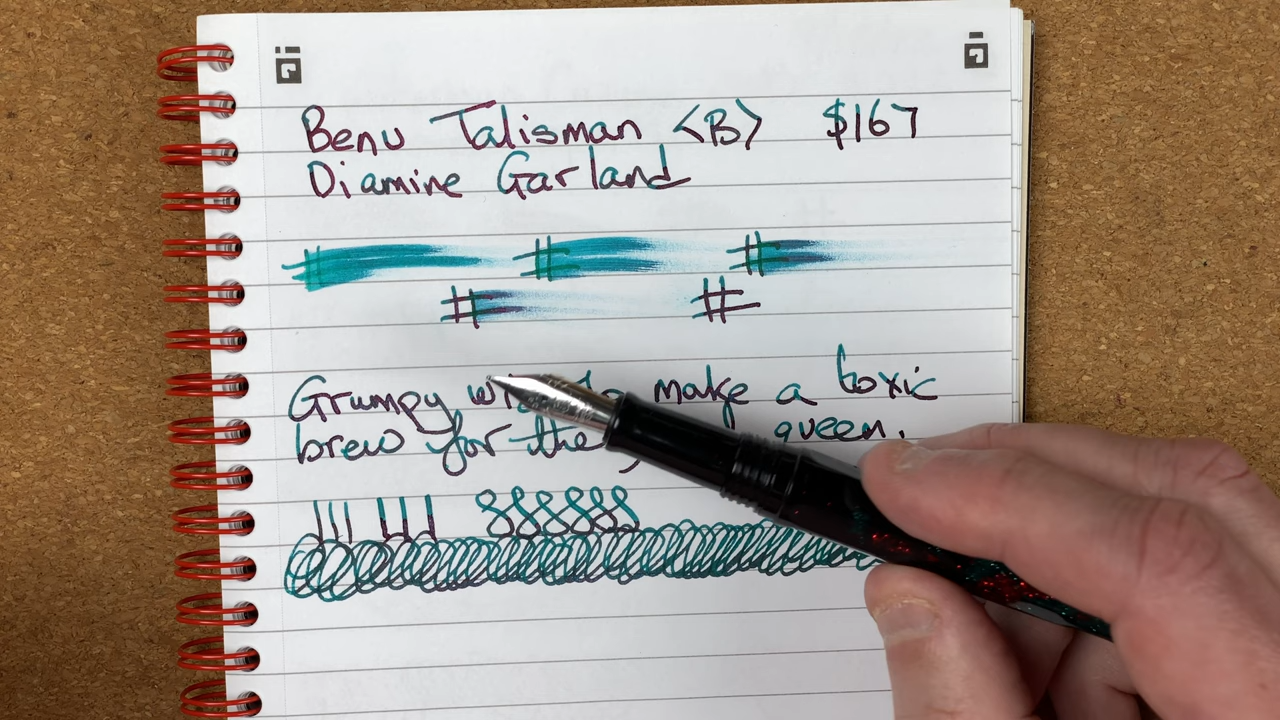 Benu Talisman <B> $167
Diamine Garland
# # #
# #
Grumpy make a toxic
brew for the queen.